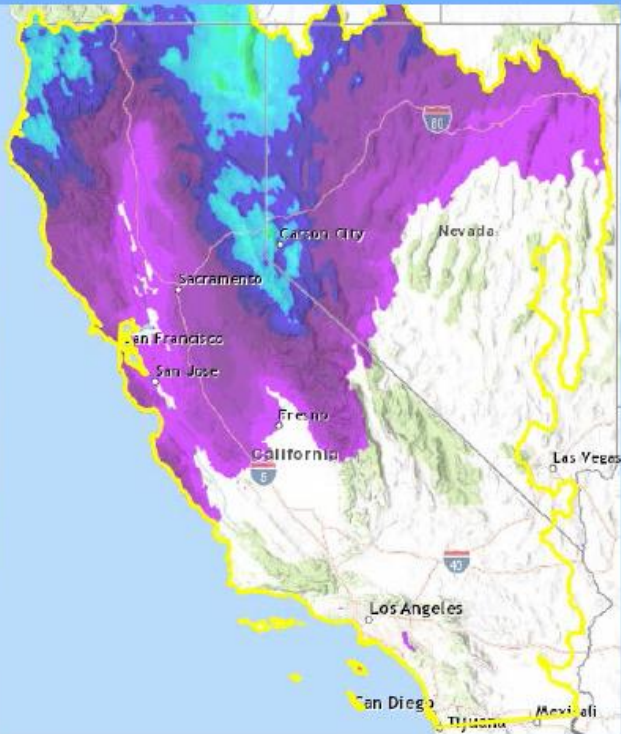 80
Carson City
Nevada
Sacramento
San Francisco
San Jose
Fresno
California
5
Las Vegas
40
Los Angeles
San Diego
Mexicali
Tijuana